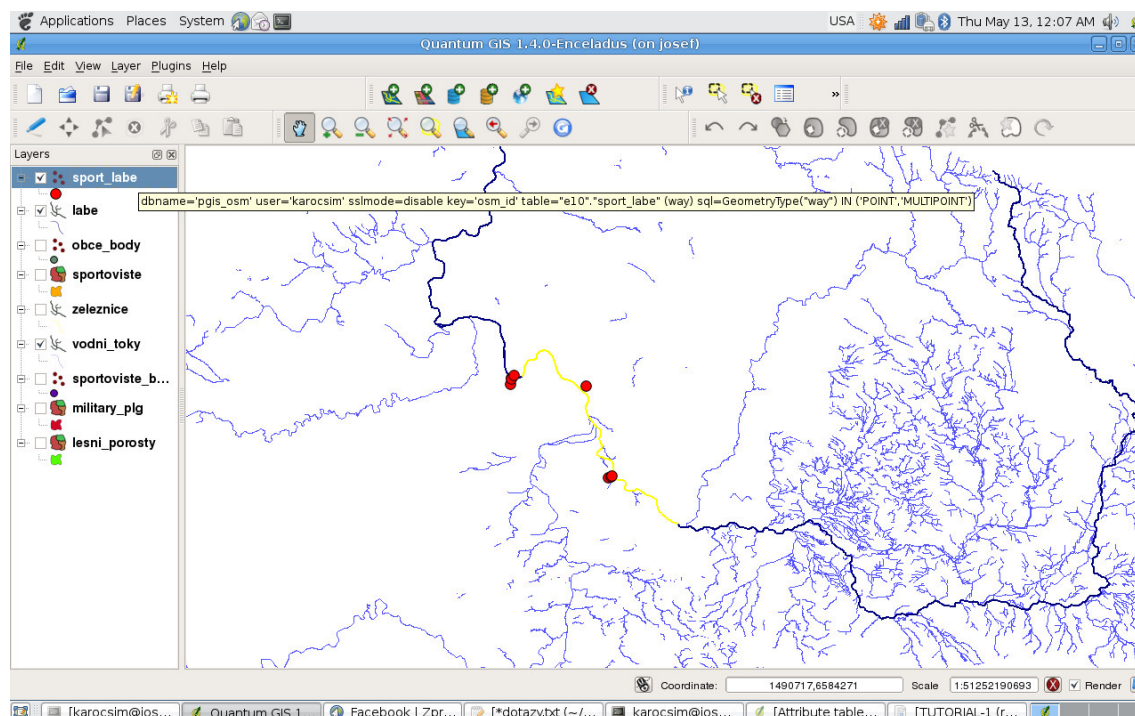 Applications Places System USA Thu May 13, 12:07 AM
Quantum GIS 1.4.0-Enceladus (on josef)
File Edit View Layer Plugins Help
»
Layers
sport_labe
dbname='pgis_osm' user='karocsim' sslmode=disable key='osm_id' table="e10"."sport_labe" (way) sql=GeometryType("way") IN ('POINT','MULTIPOINT')
labe
obce_body
sportoviste
zeleznice
vodni_toky
sportoviste_b...
military_plg
lesni_porosty
Coordinate: 1490717,6584271 Scale 1:51252190693 Render
[karocsim@jos... Quantum GIS 1... Facebook | Zpr... [*dotazy.txt (~/... karocsim@jos... [Attribute table... [TUTORIAL-1 (r...